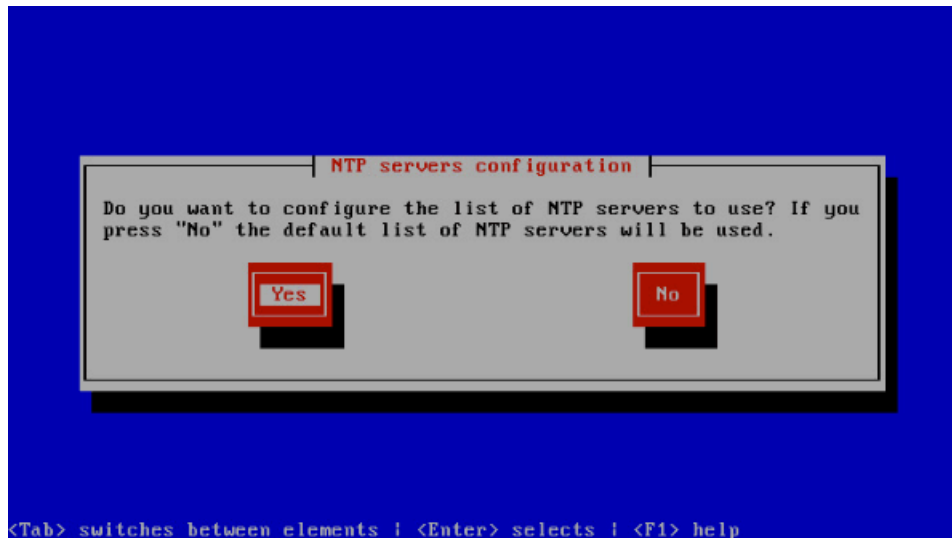 NTP servers configuration
Do you want to configure the list of NTP servers to use? If you
press "No" the default list of NTP servers will be used.
Yes
No
<Tab> switches between elements | <Enter> selects | <F1> help